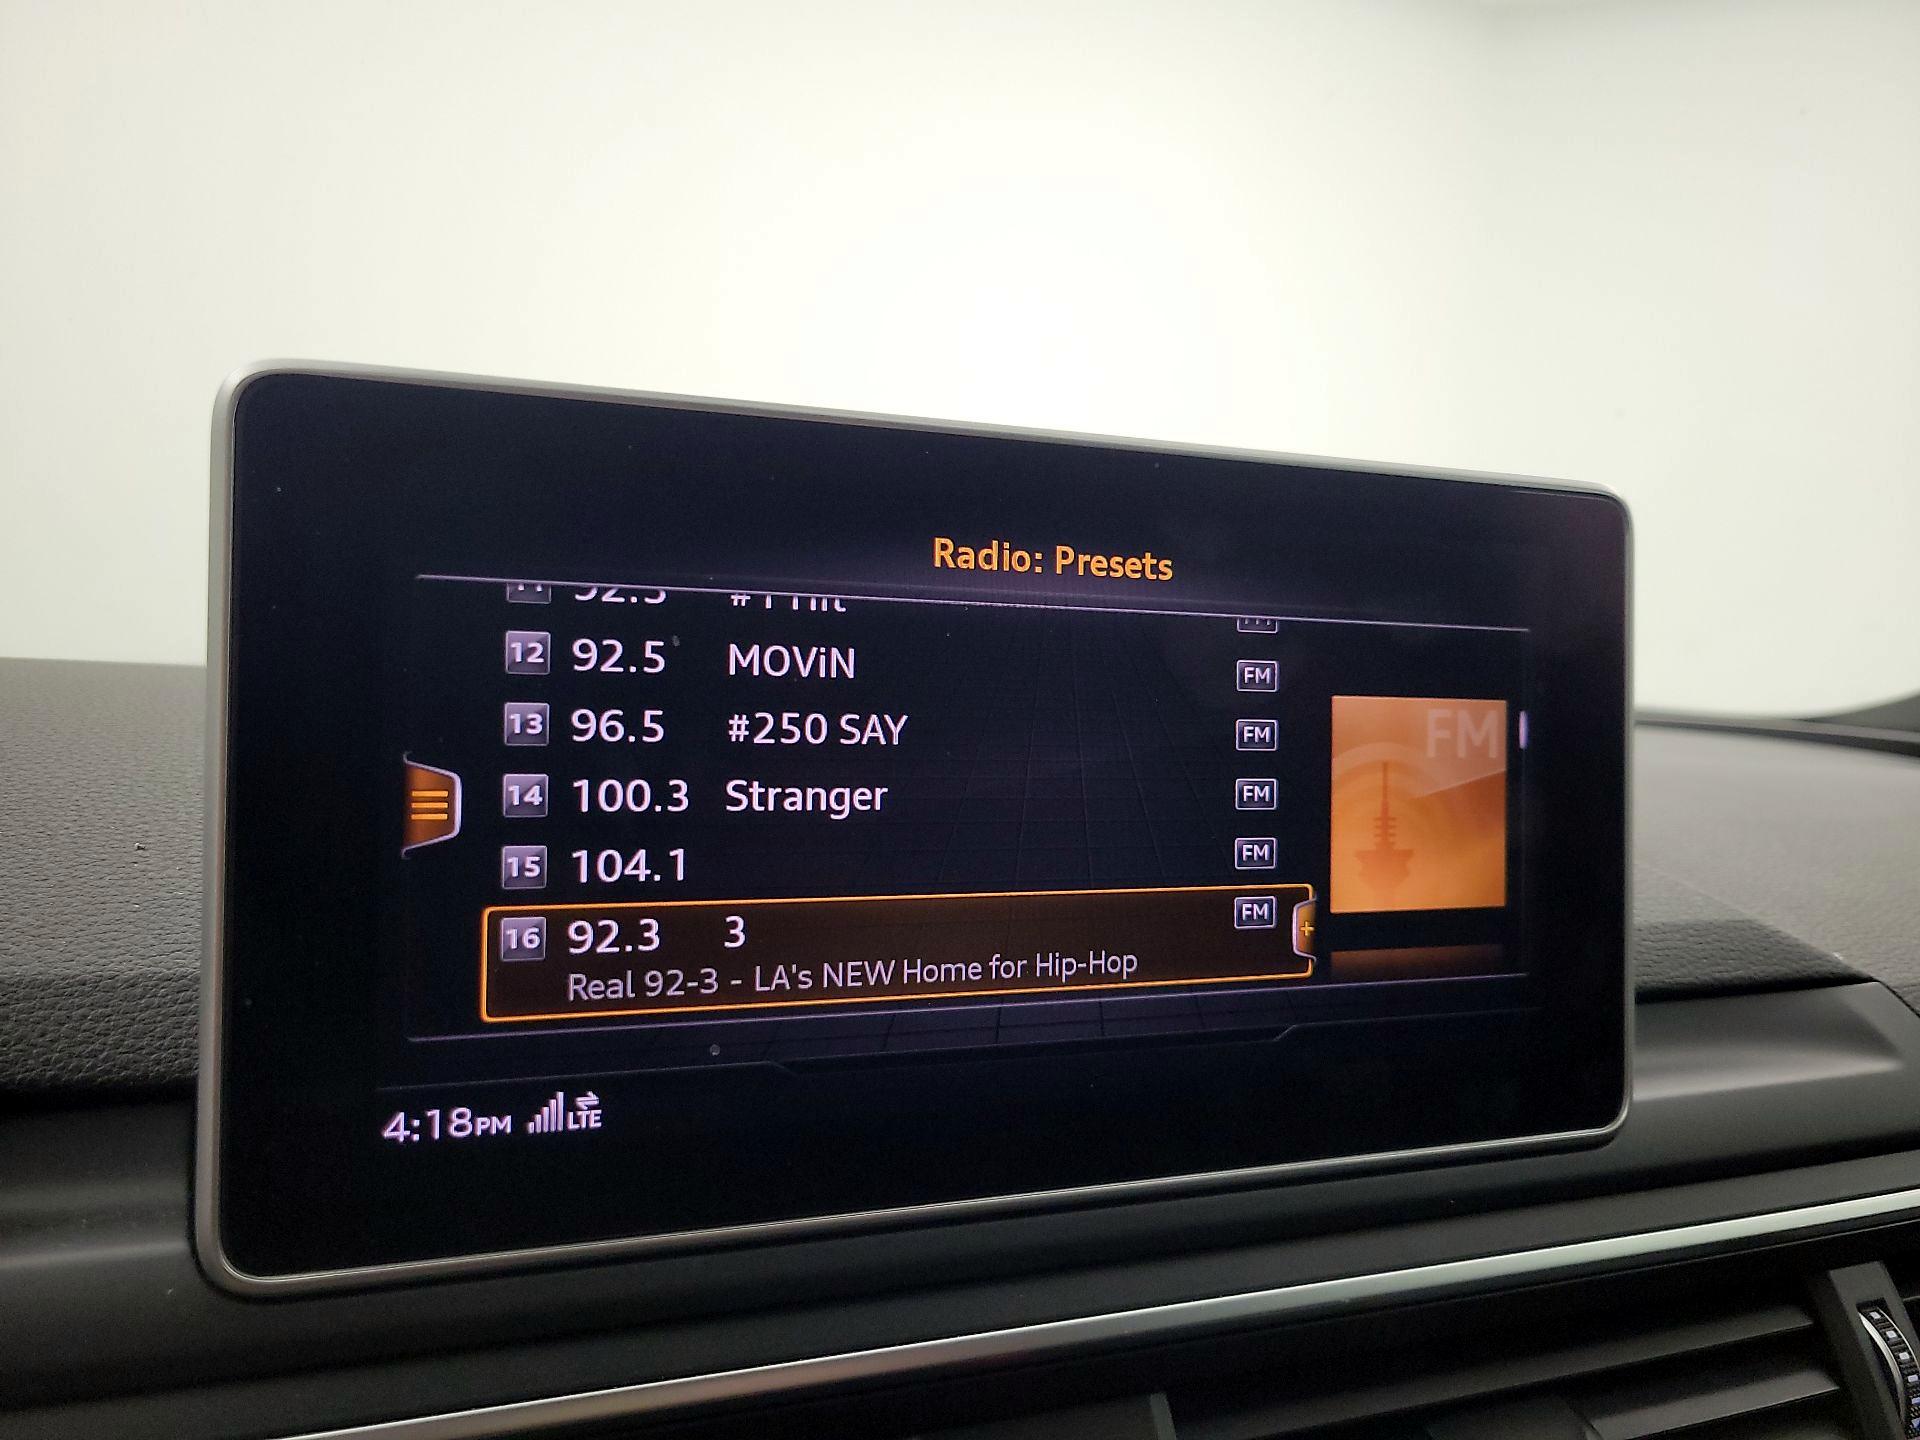 Radio: Presets
12 92.5 MOViN FM
13 96.5 #250 SAY FM
14 100.3 Stranger FM
15 104.1 FM
16 92.3 3 FM
Real 92-3 - LA's NEW Home for Hip-Hop
FM
4:18PM LTE